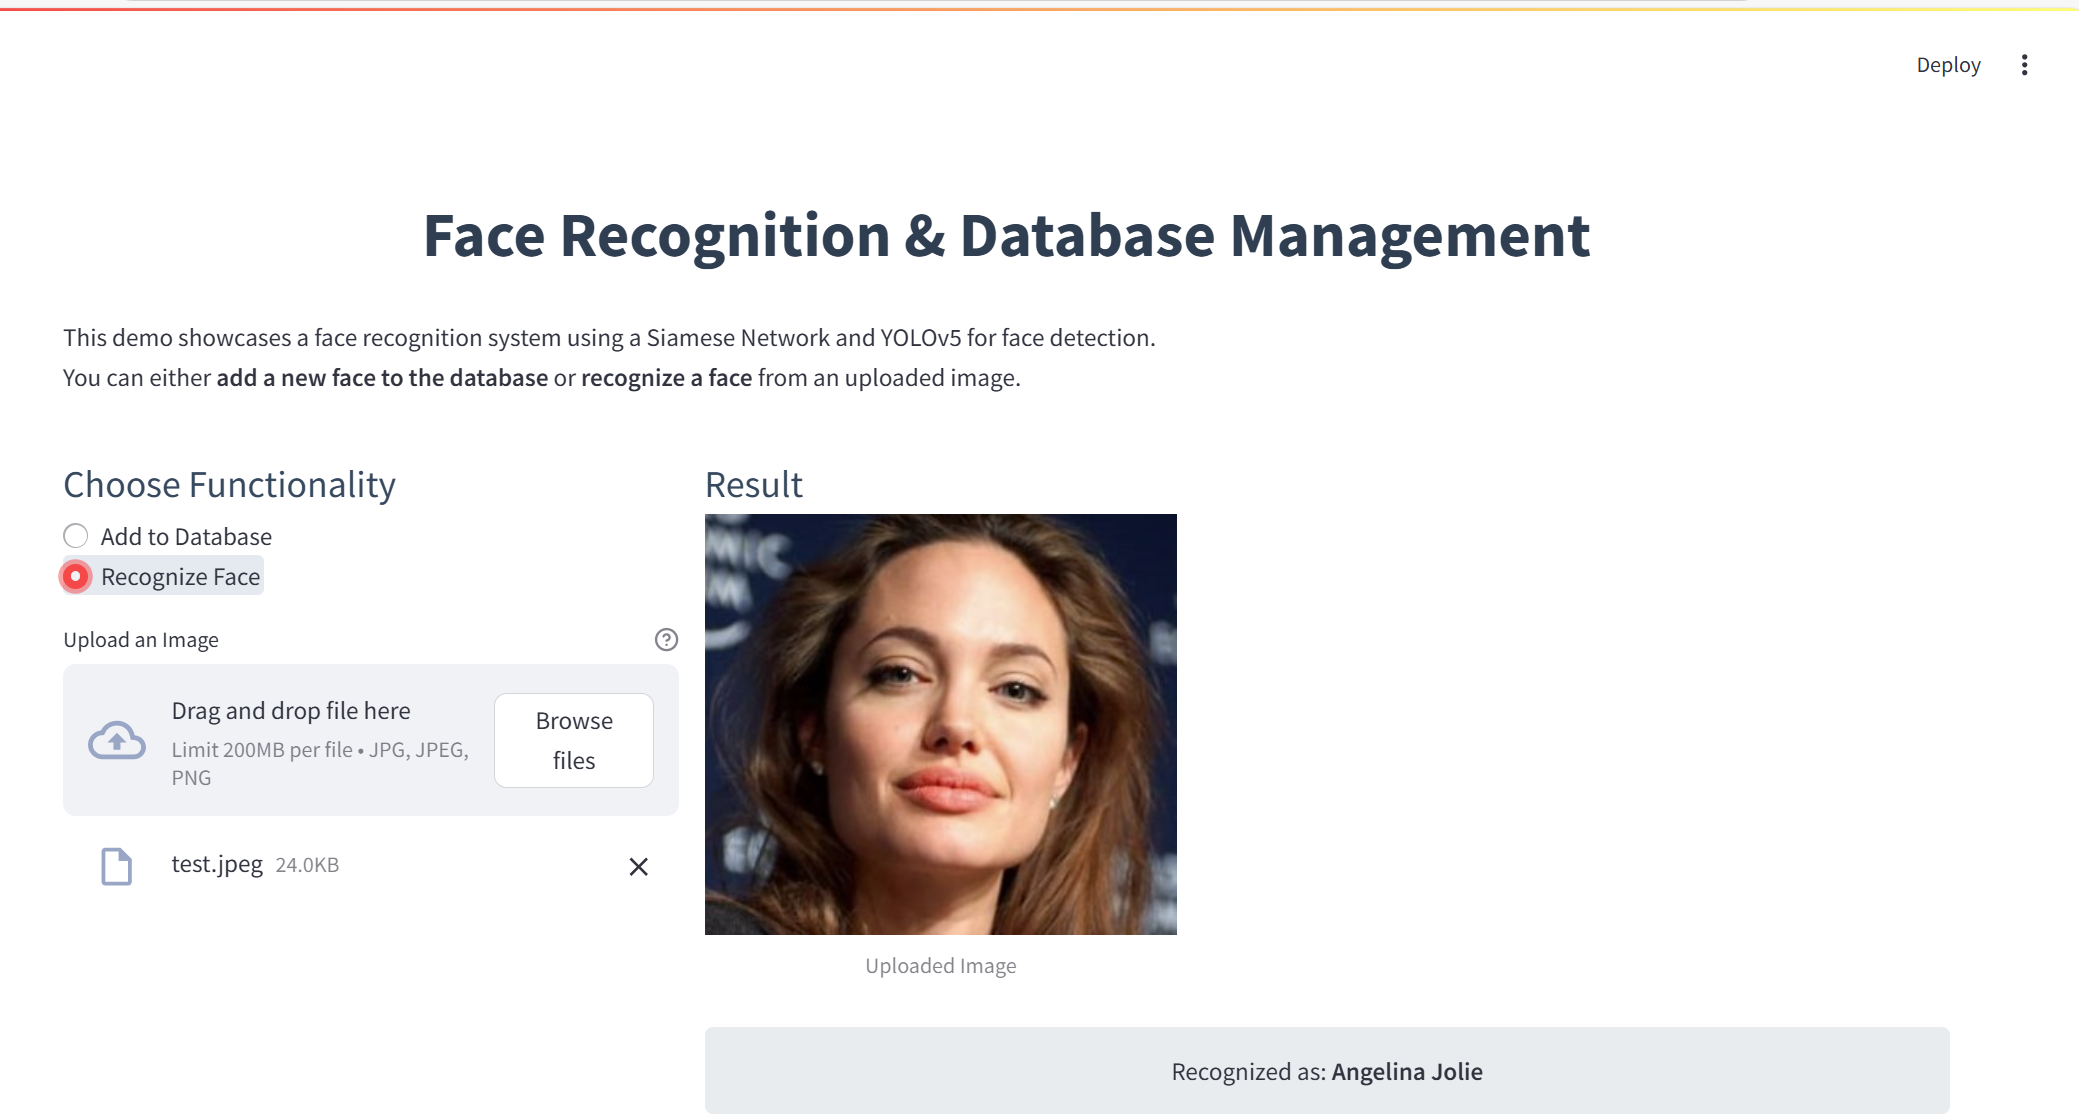 Deploy
Face Recognition & Database Management
This demo showcases a face recognition system using a Siamese Network and YOLOv5 for face detection.
You can either add a new face to the database or recognize a face from an uploaded image.
Choose Functionality
Add to Database
Recognize Face
Upload an Image
Drag and drop file here
Limit 200MB per file • JPG, JPEG,
PNG
Browse
files
test.jpeg 24.0KB
Result
MIC
M
Uploaded Image
Recognized as: Angelina Jolie